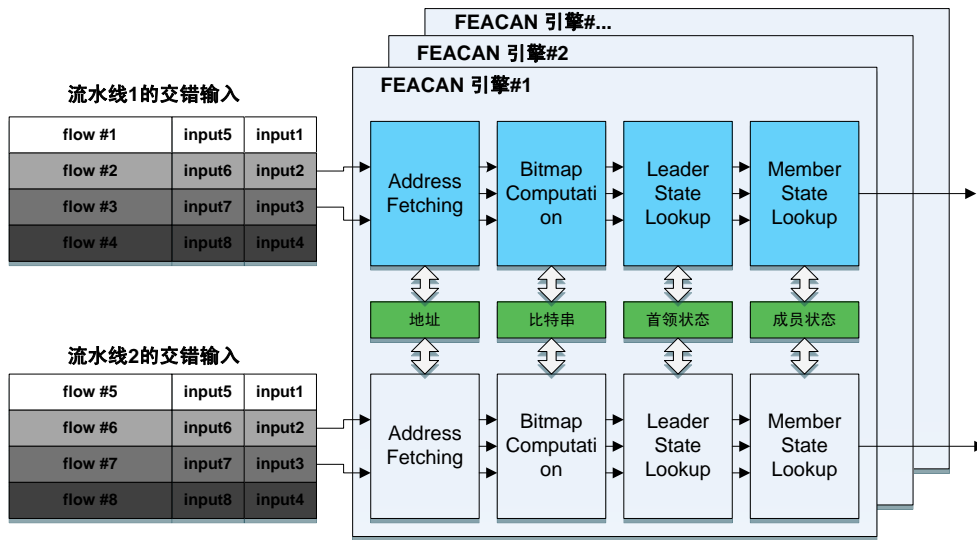 FEACAN 引擎#...
FEACAN 引擎#2
FEACAN 引擎#1
流水线1的交错输入
flow #1 input5 input1
flow #2 input6 input2
flow #3 input7 input3
flow #4 input8 input4
Address
Fetching
Bitmap
Computati
on
Leader
State
Lookup
Member
State
Lookup
地址
比特串
首领状态
成员状态
流水线2的交错输入
flow #5 input5 input1
flow #6 input6 input2
flow #7 input7 input3
flow #8 input8 input4
Address
Fetching
Bitmap
Computati
on
Leader
State
Lookup
Member
State
Lookup